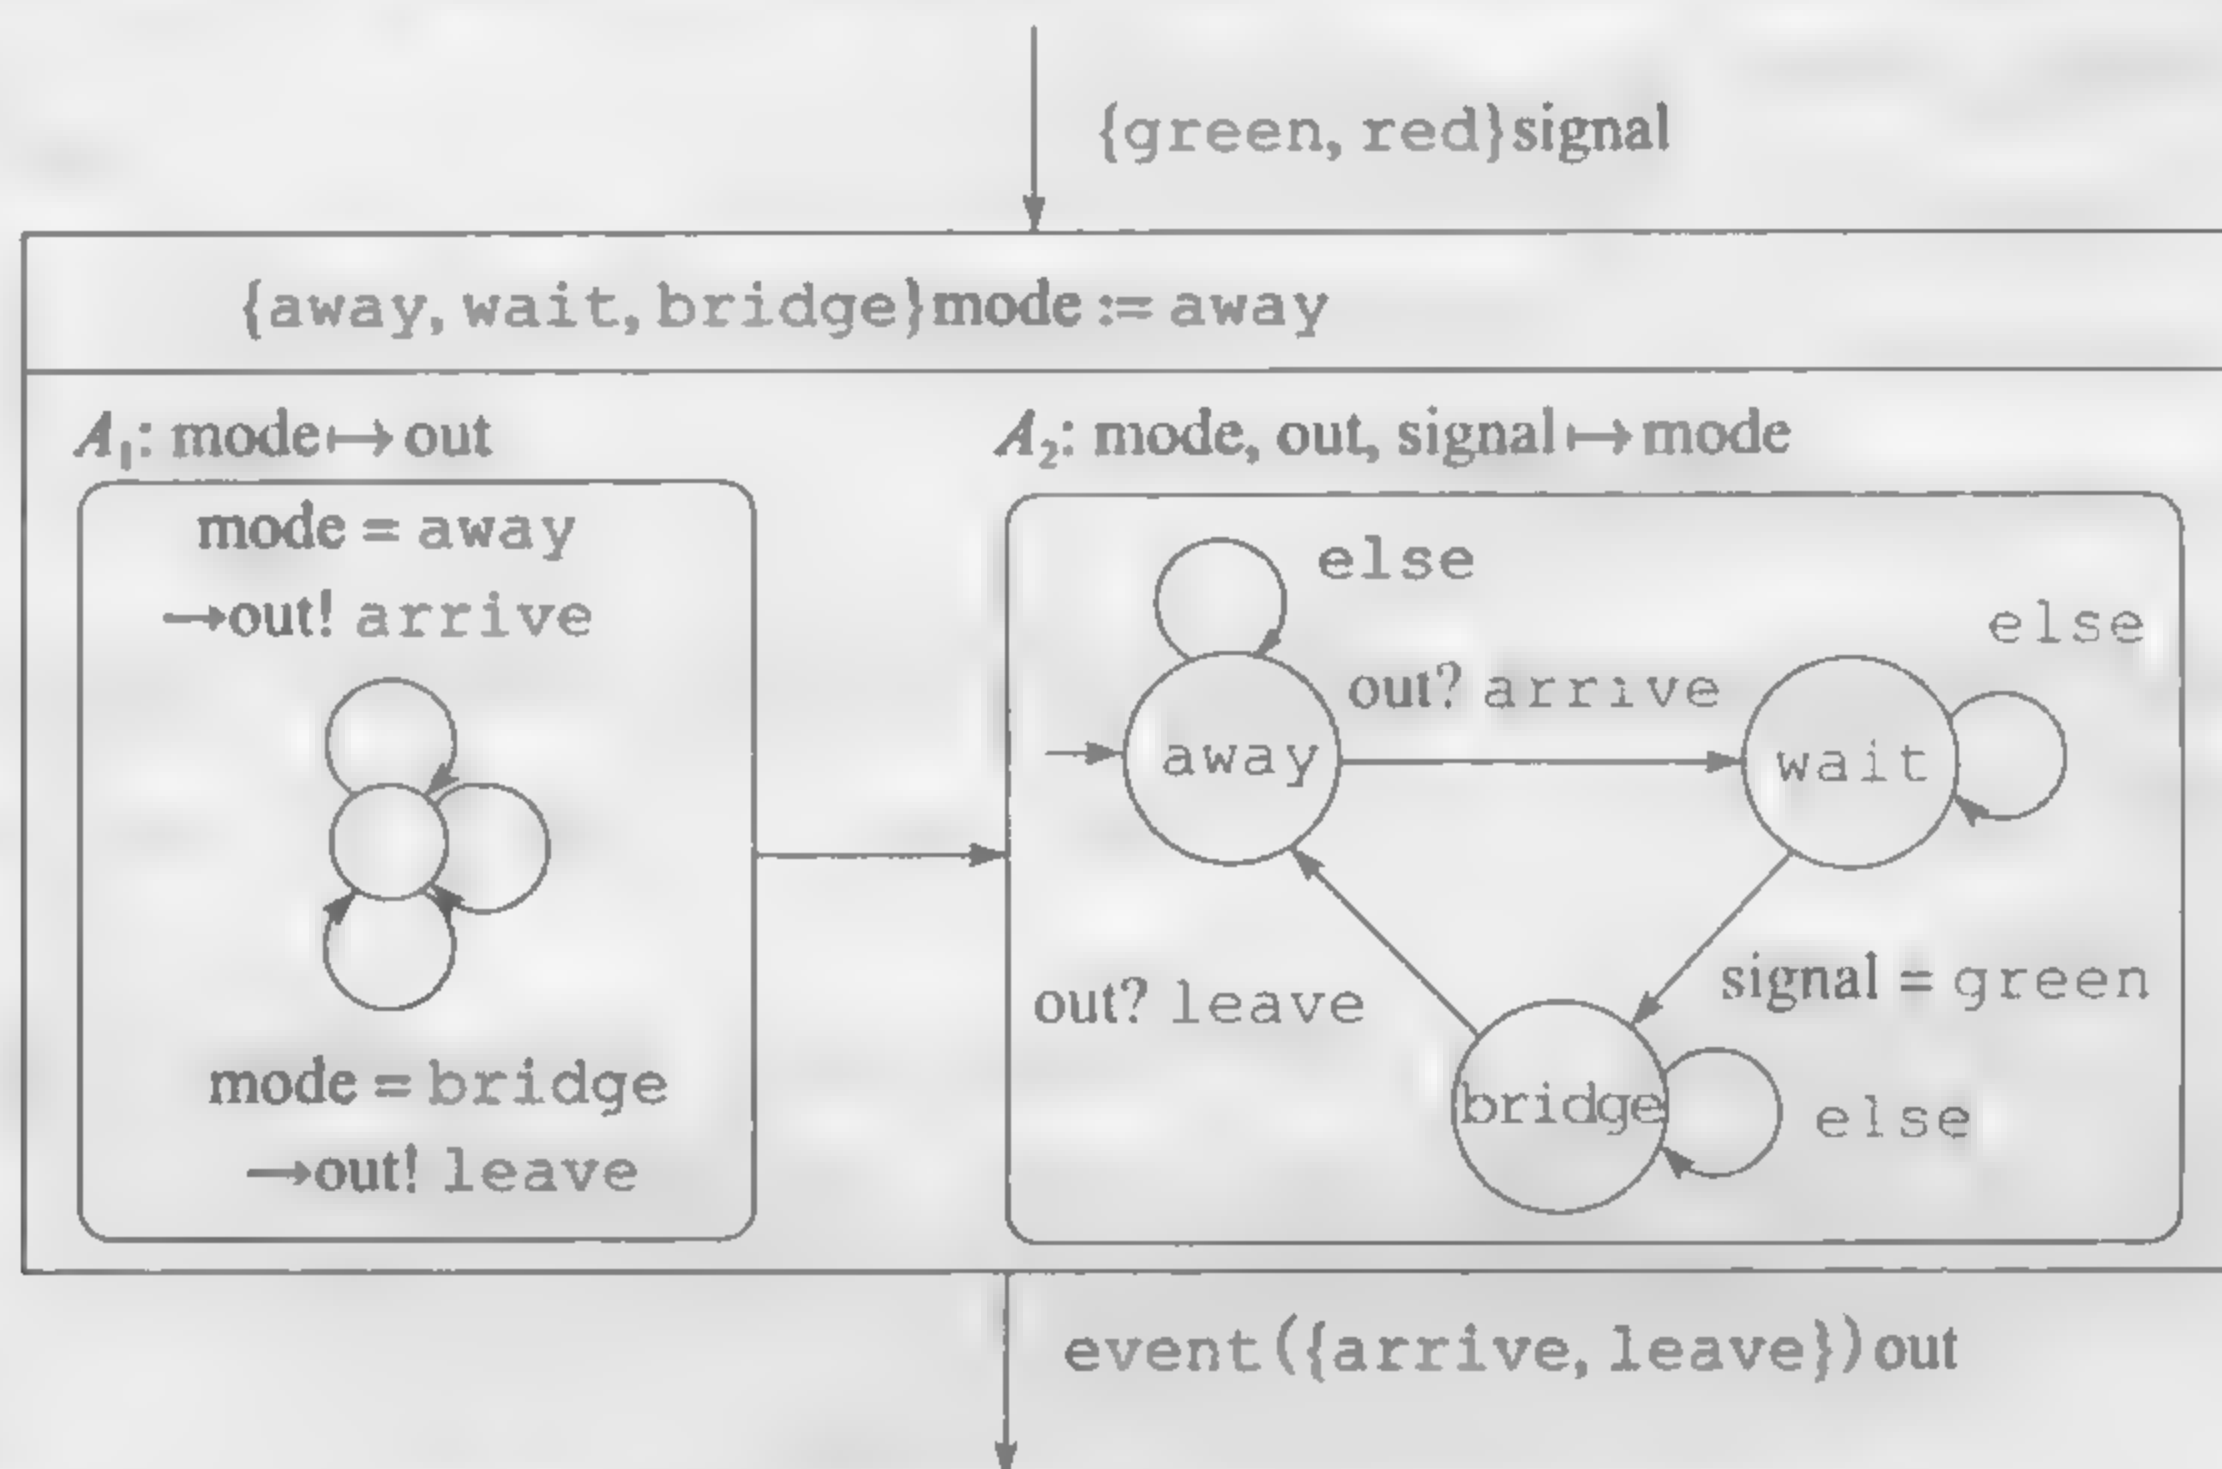 {green, red}signal
{away, wait, bridge}mode := away
A₁: mode ↦ out
A₂: mode, out, signal ↦ mode
mode = away
→out! arrive
mode = bridge
→out! leave
else
out? arrive
else
away
wait
out? leave
signal = green
bridge
else
event({arrive, leave})out